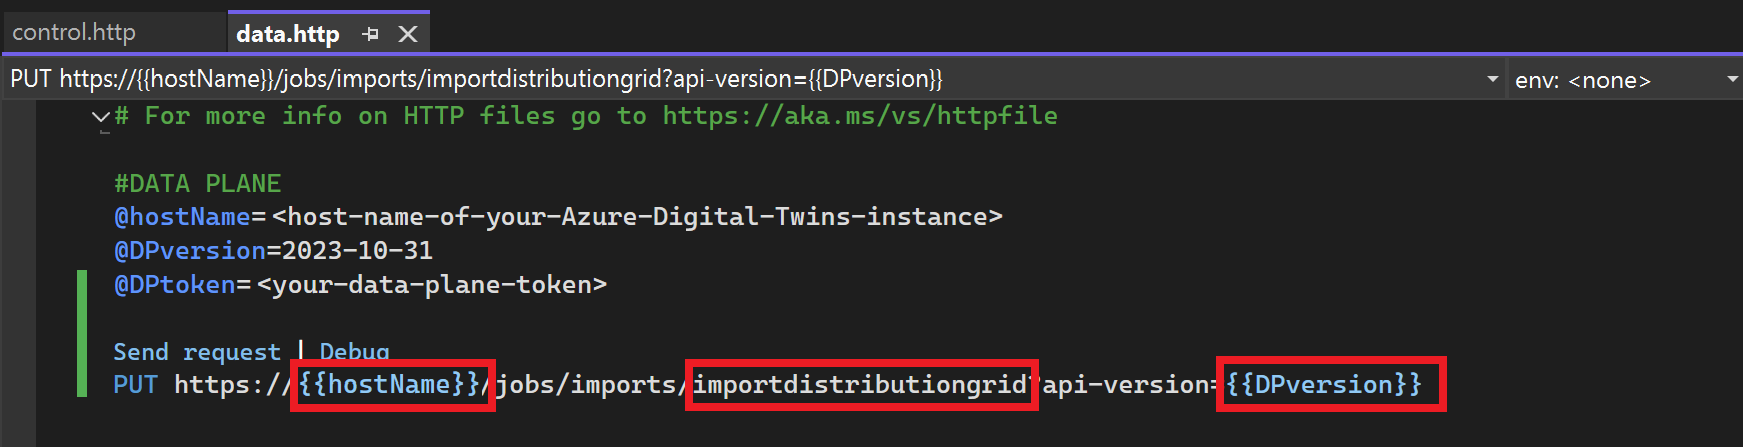 control.http data.http
PUT https://{{hostName}}/jobs/imports/importdistributiongrid?api-version={{DPversion}} env: <none>
# For more info on HTTP files go to https://aka.ms/vs/httpfile
#DATA PLANE
@hostName= <host-name-of-your-Azure-Digital-Twins-instance>
@DPversion=2023-10-31
@DPtoken= <your-data-plane-token>
Send request | Debug
PUT https://{{hostName}}/jobs/imports/importdistributiongrid?api-version={{DPversion}}